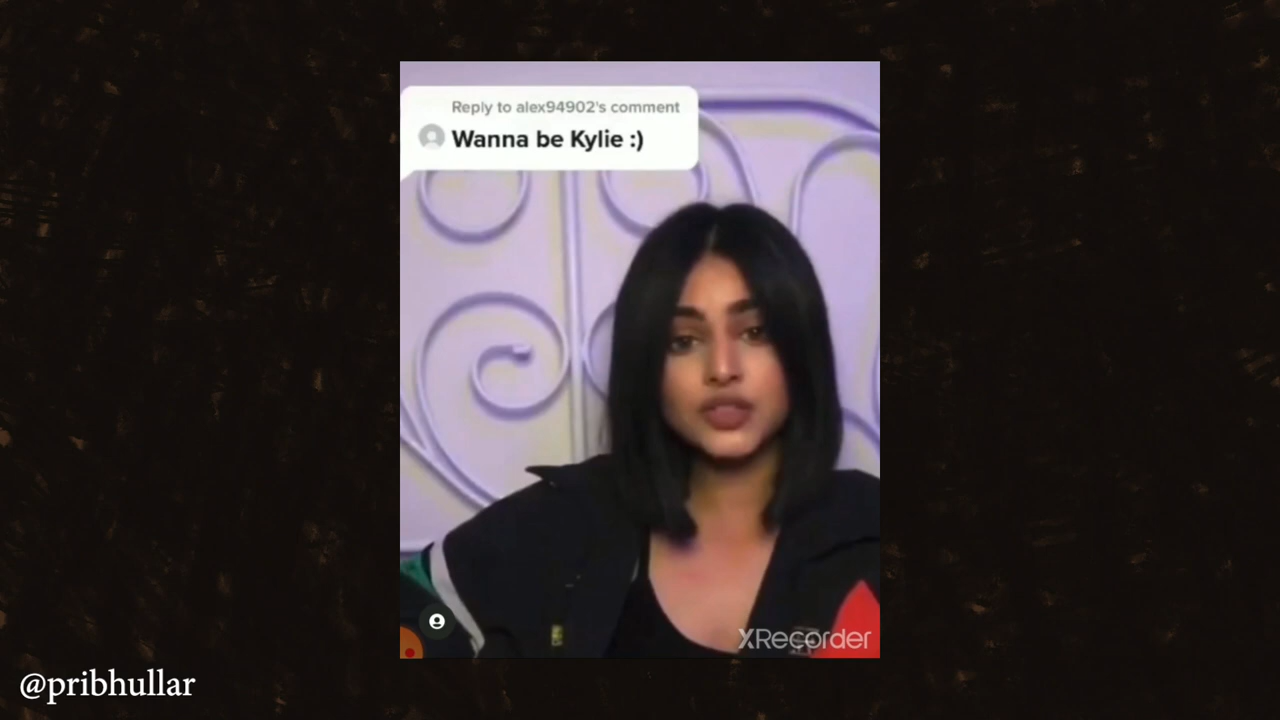 Reply to alex94902's comment
Wanna be Kylie :)
XRecorder
@pribhullar